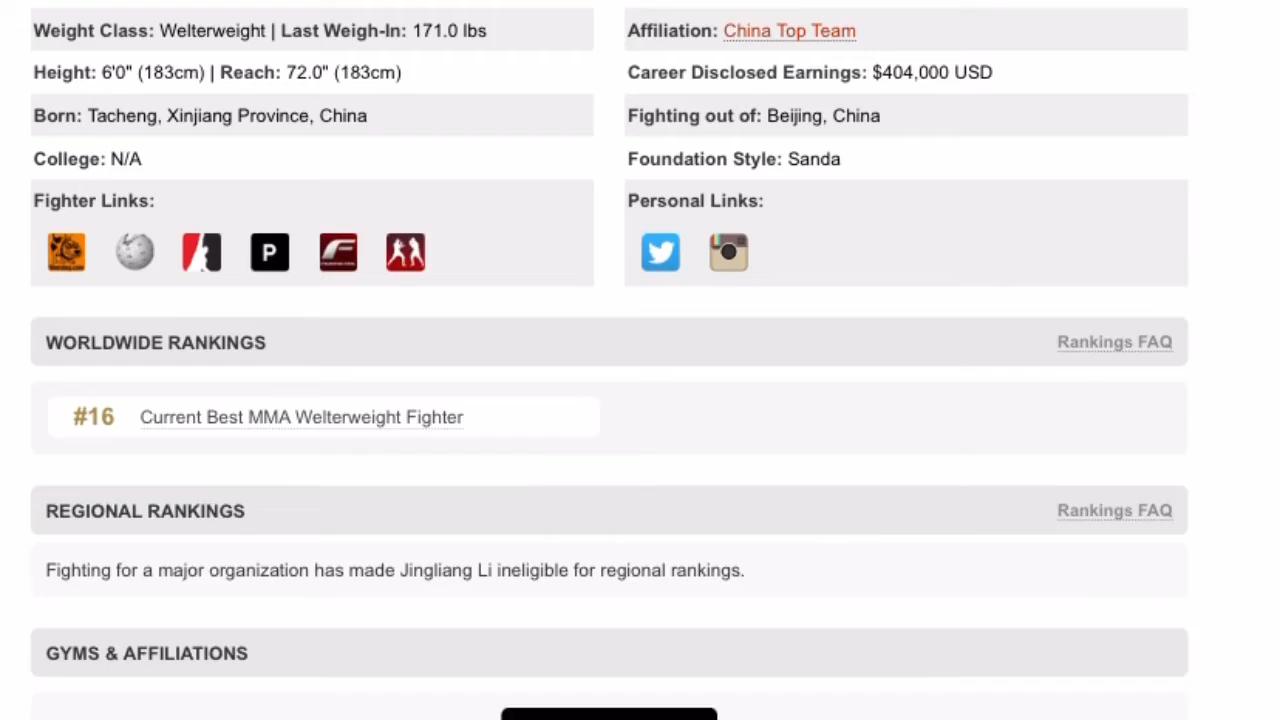 Weight Class: Welterweight | Last Weigh-In: 171.0 lbs
Affiliation: China Top Team
Height: 6'0" (183cm) | Reach: 72.0" (183cm)
Career Disclosed Earnings: $404,000 USD
Born: Tacheng, Xinjiang Province, China
Fighting out of: Beijing, China
College: N/A
Foundation Style: Sanda
Fighter Links:
Personal Links:
P
WORLDWIDE RANKINGS
Rankings FAQ
#16 Current Best MMA Welterweight Fighter
REGIONAL RANKINGS
Rankings FAQ
Fighting for a major organization has made Jingliang Li ineligible for regional rankings.
GYMS & AFFILIATIONS